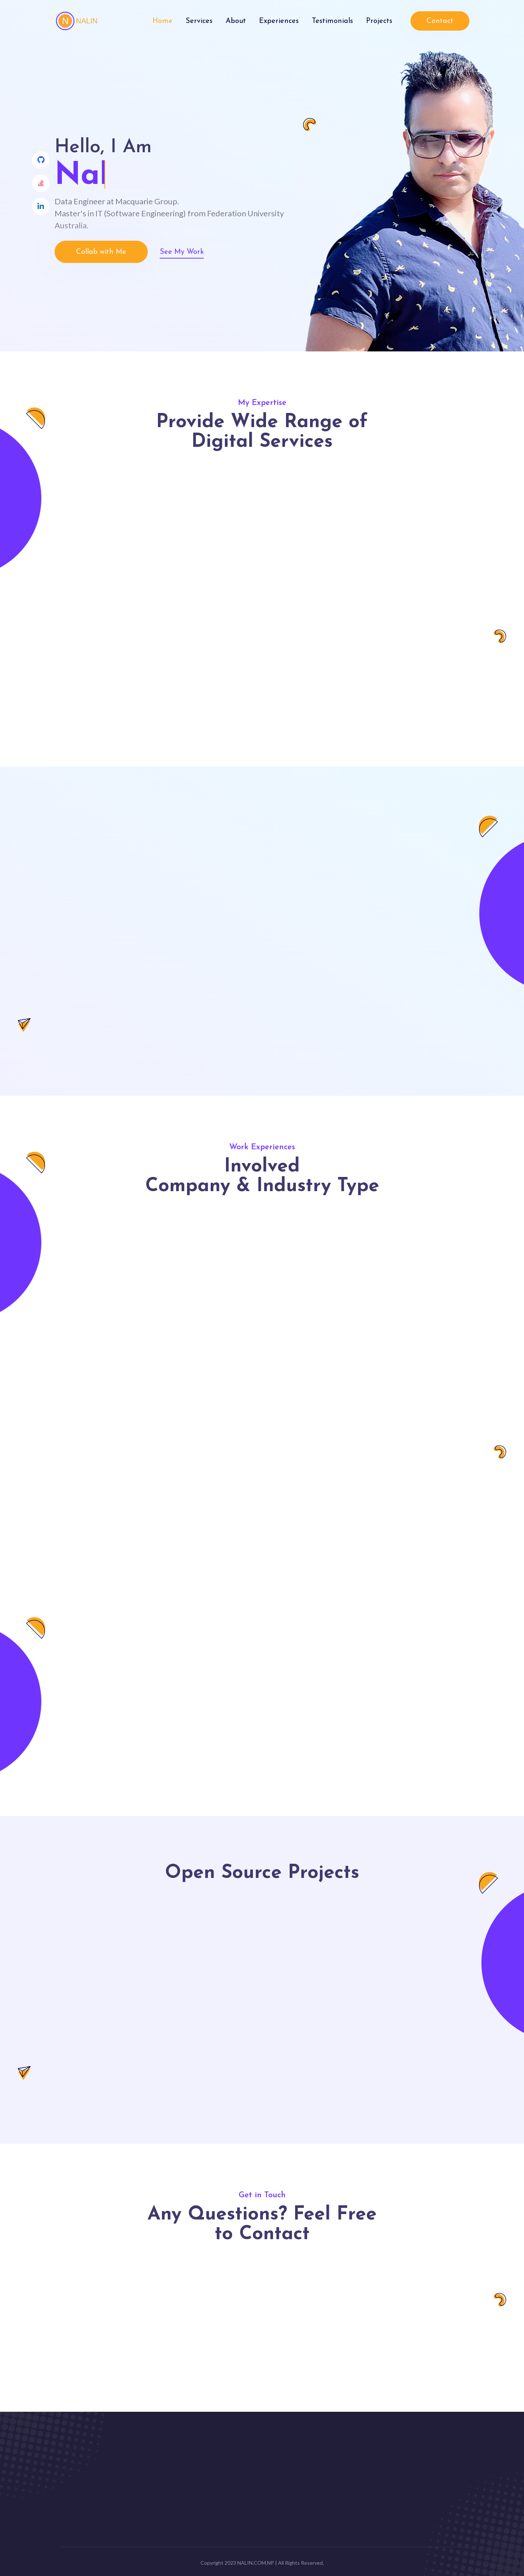 N NALIN
Home Services About Experiences Testimonials Projects Contact
Hello, I Am
Nal
Data Engineer at Macquarie Group.
Master's in IT (Software Engineering) from Federation University
Australia.
Collab with Me See My Work
My Expertise
Provide Wide Range of
Digital Services
Work Experiences
Involved
Company & Industry Type
Open Source Projects
Get in Touch
Any Questions? Feel Free
to Contact
Copyright 2023 NALIN.COM.NP | All Rights Reserved.